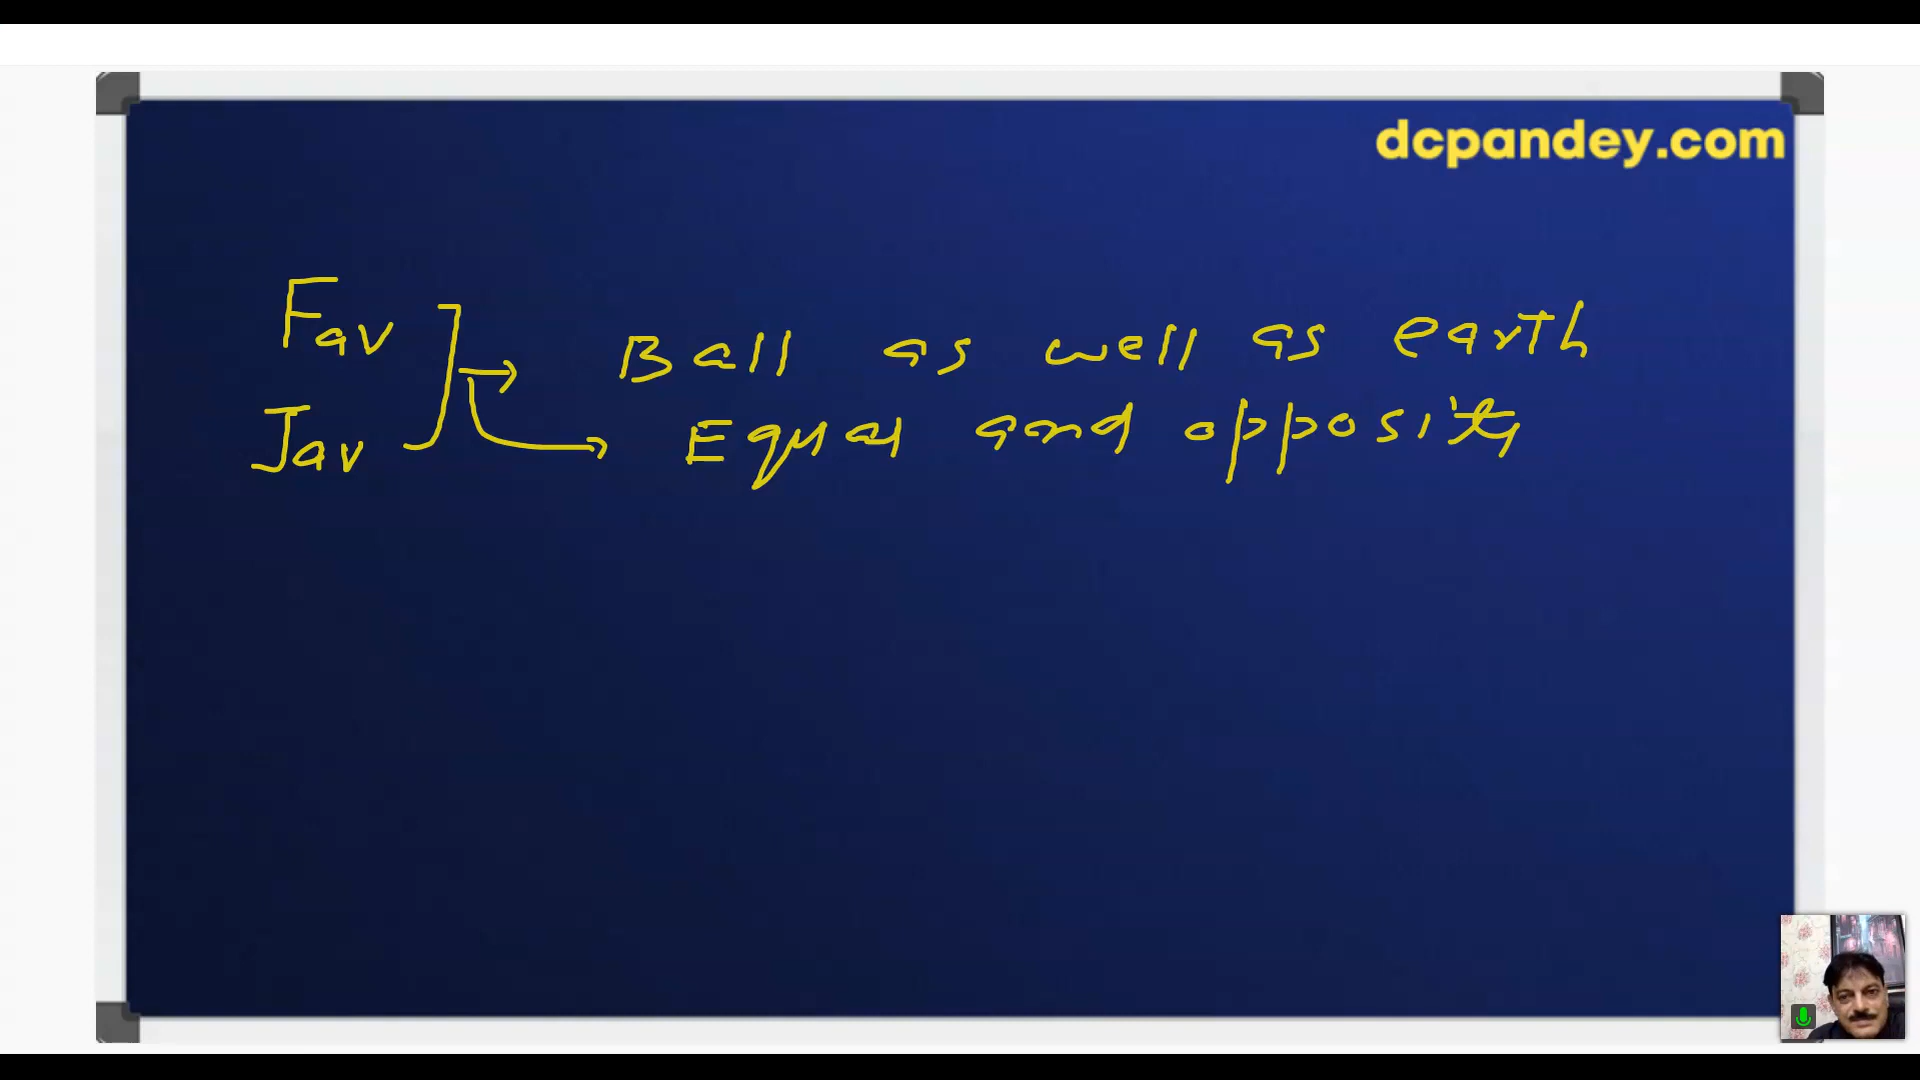 dcpandey.com
Fav
Jav
Ball as well as earth
Equal and opposite